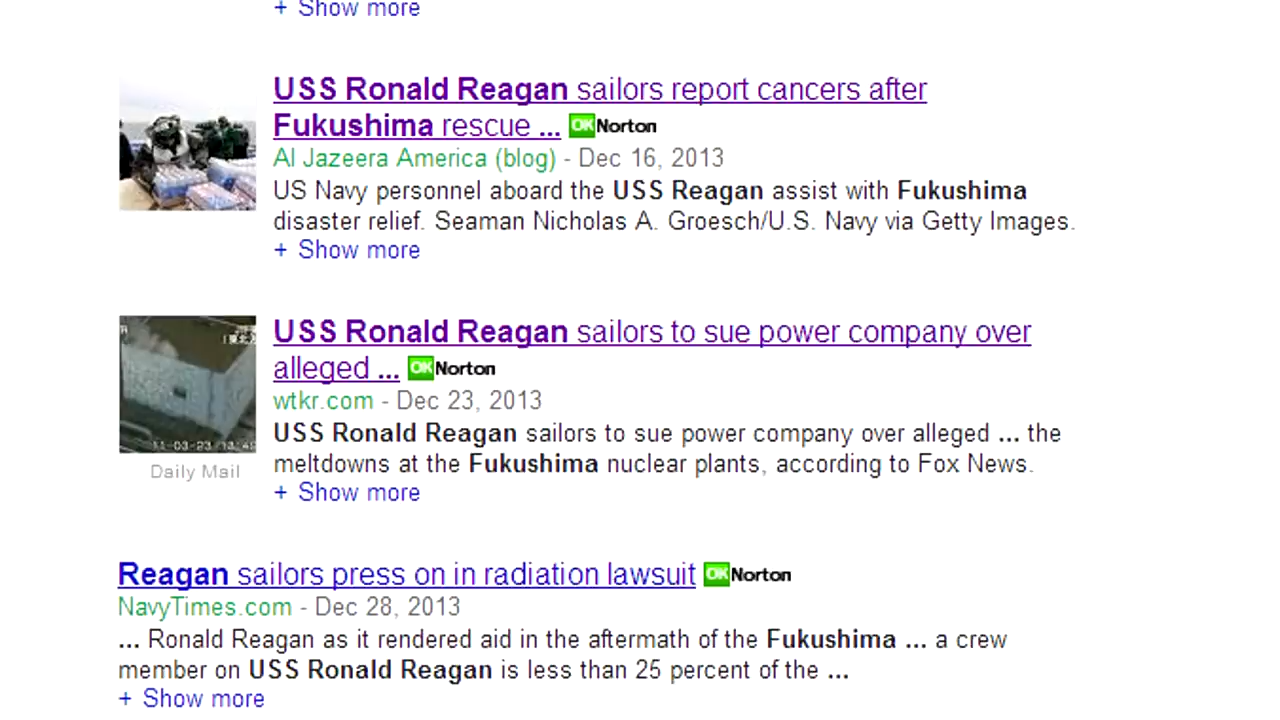 + Show more
USS Ronald Reagan sailors report cancers after
Fukushima rescue ... OK Norton
Al Jazeera America (blog) - Dec 16, 2013
US Navy personnel aboard the USS Reagan assist with Fukushima
disaster relief. Seaman Nicholas A. Groesch/U.S. Navy via Getty Images.
+ Show more
USS Ronald Reagan sailors to sue power company over
alleged ... OK Norton
wtkr.com - Dec 23, 2013
USS Ronald Reagan sailors to sue power company over alleged ... the
meltdowns at the Fukushima nuclear plants, according to Fox News.
+ Show more
Daily Mail
Reagan sailors press on in radiation lawsuit OK Norton
NavyTimes.com - Dec 28, 2013
... Ronald Reagan as it rendered aid in the aftermath of the Fukushima ... a crew
member on USS Ronald Reagan is less than 25 percent of the ...
+ Show more